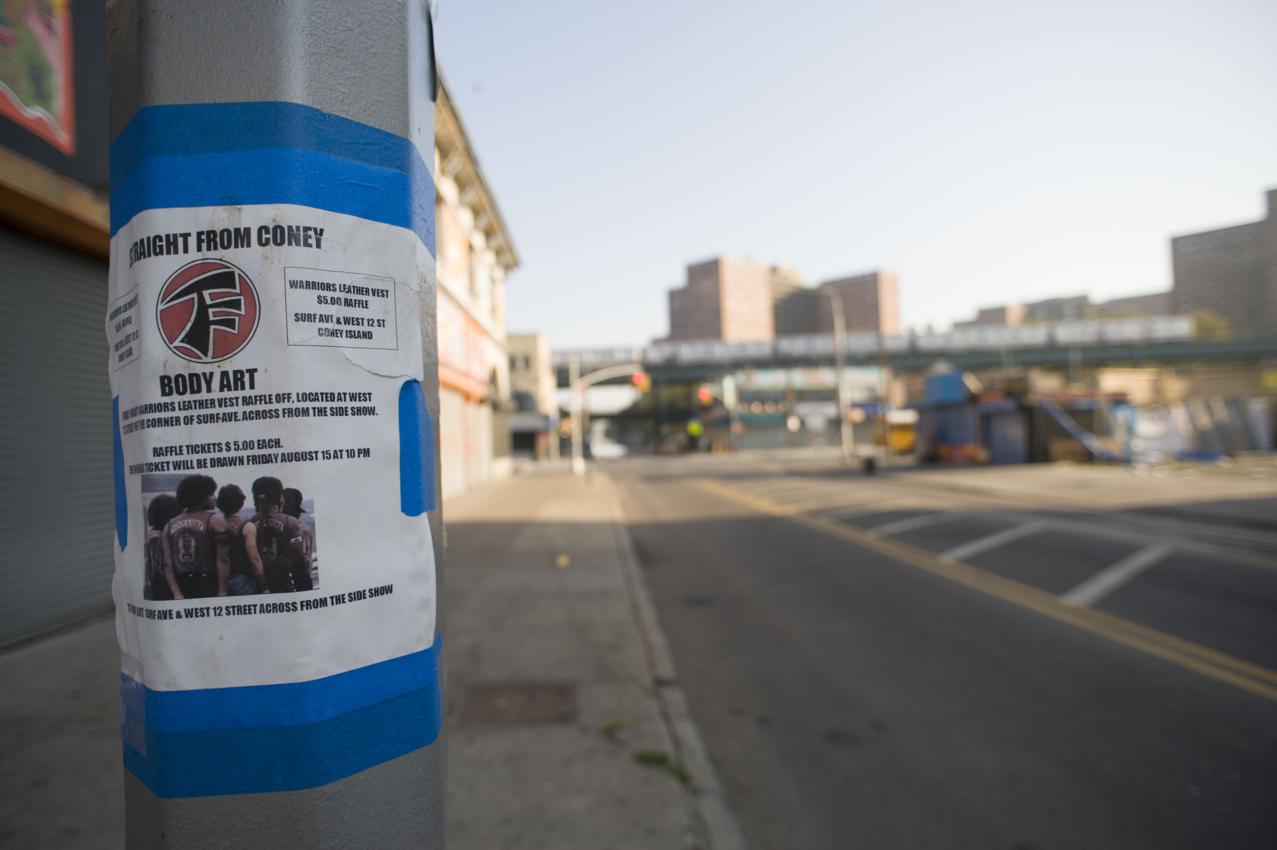 STRAIGHT FROM CONEY
WARRIORS LEATHER VEST
$5.00 RAFFLE
SURF AVE & WEST 12 ST
CONEY ISLAND
BODY ART
WARRIORS LEATHER VEST RAFFLE OFF, LOCATED AT WEST
CORNER OF SURF AVE. ACROSS FROM THE SIDE SHOW.
RAFFLE TICKETS $5.00 EACH.
TICKET WILL BE DRAWN FRIDAY AUGUST 15 AT 10 PM
ART SURF AVE & WEST 12 STREET ACROSS FROM THE SIDE SHOW